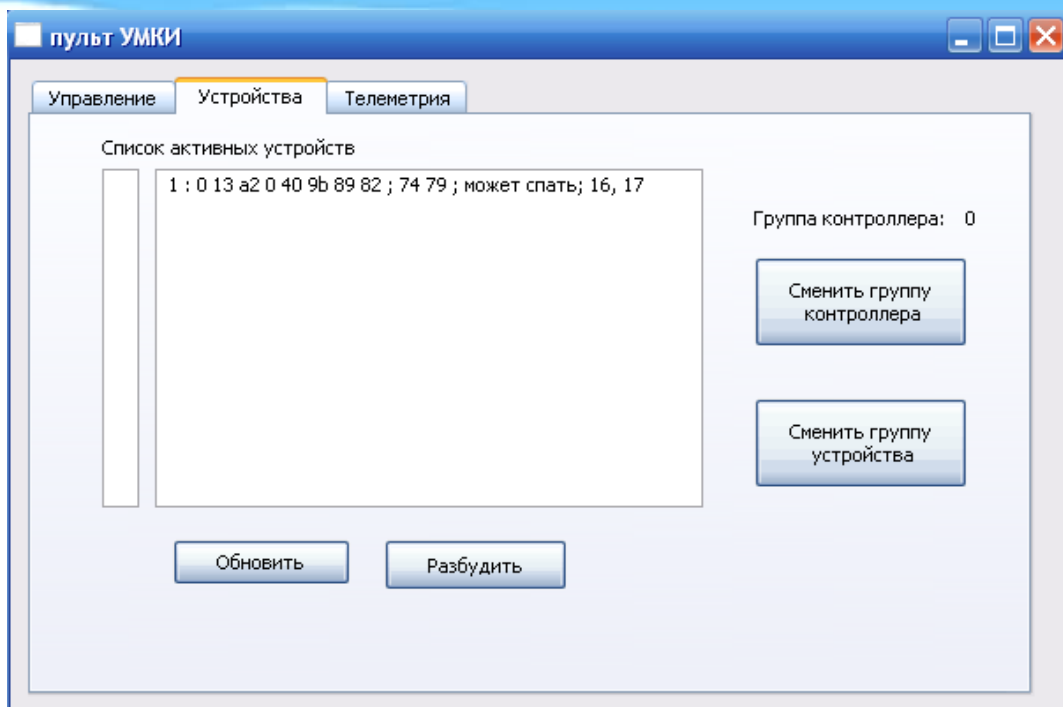 пульт УМКИ
Управление
Устройства
Телеметрия
Список активных устройств
1 : 0 13 a2 0 40 9b 89 82 ; 74 79 ; может спать; 16, 17
Группа контроллера: 0
Сменить группу
контроллера
Сменить группу
устройства
Обновить
Разбудить